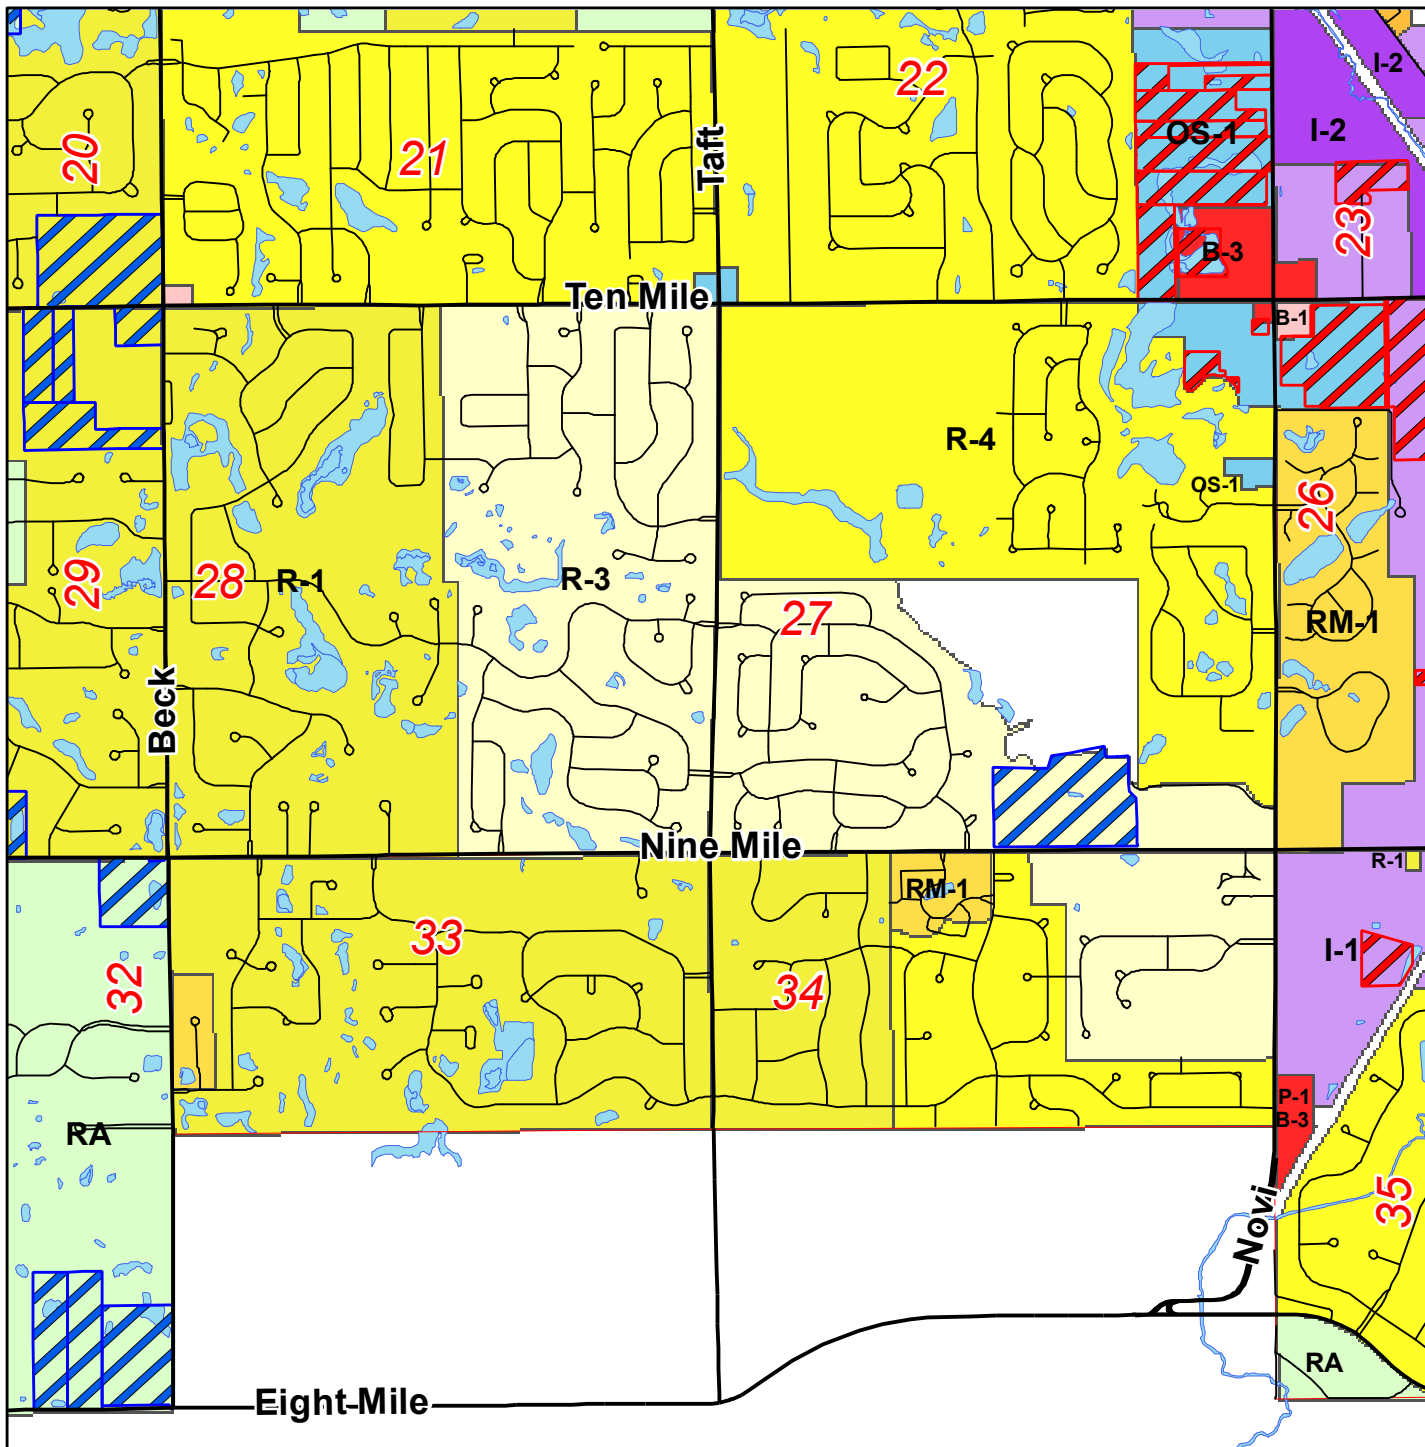 I-2
22
20
21
OS-1
I-2
Taft
23
B-3
Ten Mile
B-1
R-4
OS-1
26
29
28
R-1
R-3
27
RM-1
Beck
Nine Mile
R-1
RM-1
33
I-1
32
34
P-1
B-3
RA
35
Novi
RA
Eight Mile